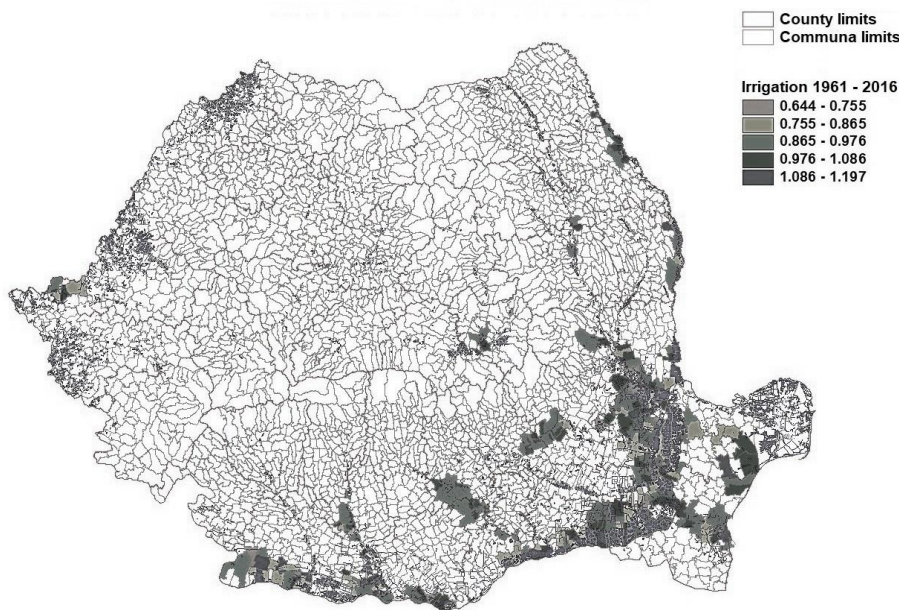 County limits
Communa limits
Irrigation 1961 - 2016
0.644 - 0.755
0.755 - 0.865
0.865 - 0.976
0.976 - 1.086
1.086 - 1.197